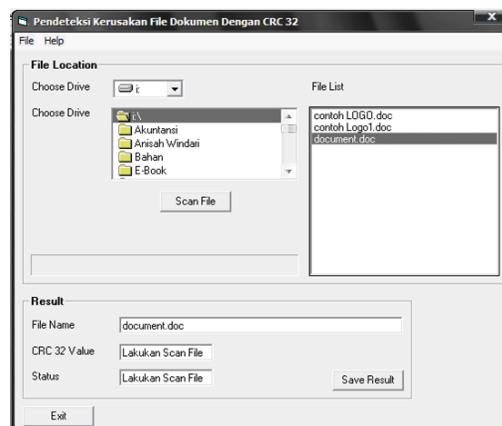 Pendeteksi Kerusakan File Dokumen Dengan CRC 32
File Help
File Location
Choose Drive
i:
File List
Choose Drive
i:\
Akuntansi
Anisah Windari
Bahan
E-Book
contoh LOGO.doc
contoh Logo1.doc
document.doc
Scan File
Result
File Name
document.doc
CRC 32 Value
Lakukan Scan File
Status
Lakukan Scan File
Save Result
Exit